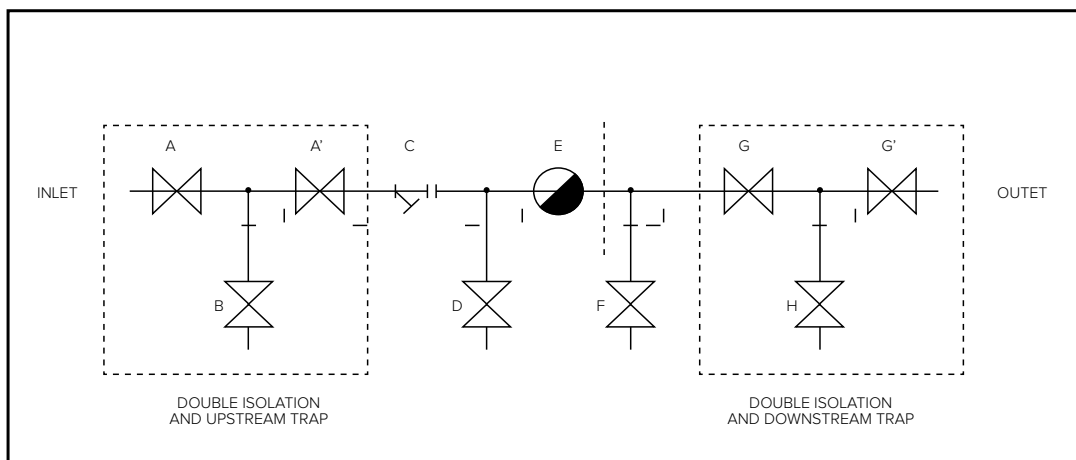 A A' C E G G'
INLET OUTET
B D F H
DOUBLE ISOLATION
AND UPSTREAM TRAP
DOUBLE ISOLATION
AND DOWNSTREAM TRAP